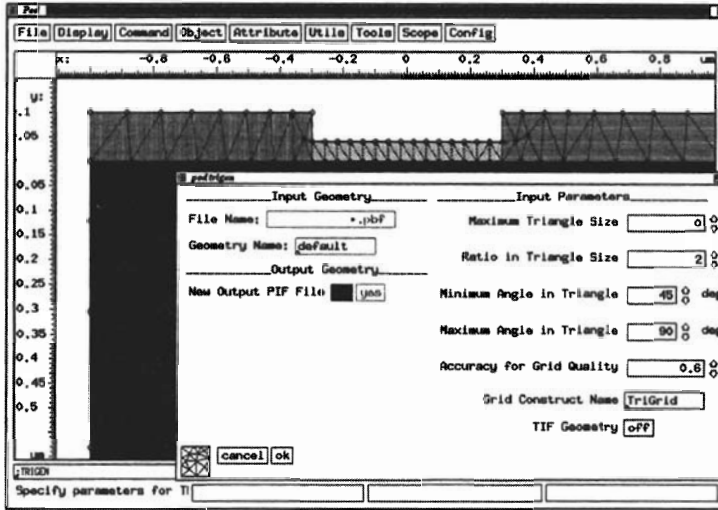 File Display Command Object Attribute Utils Tools Scope Config
x: -0.8 -0.6 -0.4 -0.2 0 0.2 0.4 0.6 0.8 um
y:
.1
.05
0.05
0.1
0.15
0.2
0.25
0.3
0.35
0.4
0.45
0.5
um
pedtrigen
Input Geometry
File Name: *.pbf
Geometry Name: default
Output Geometry
New Output PIF File yes
Input Parameters
Maximum Triangle Size 0
Ratio in Triangle Size 2
Minimum Angle in Triangle 45 deg
Maximum Angle in Triangle 90 deg
Accuracy for Grid Quality 0.6
Grid Construct Name TriGrid
TIF Geometry off
cancel ok
;TRIGEN
Specify parameters for